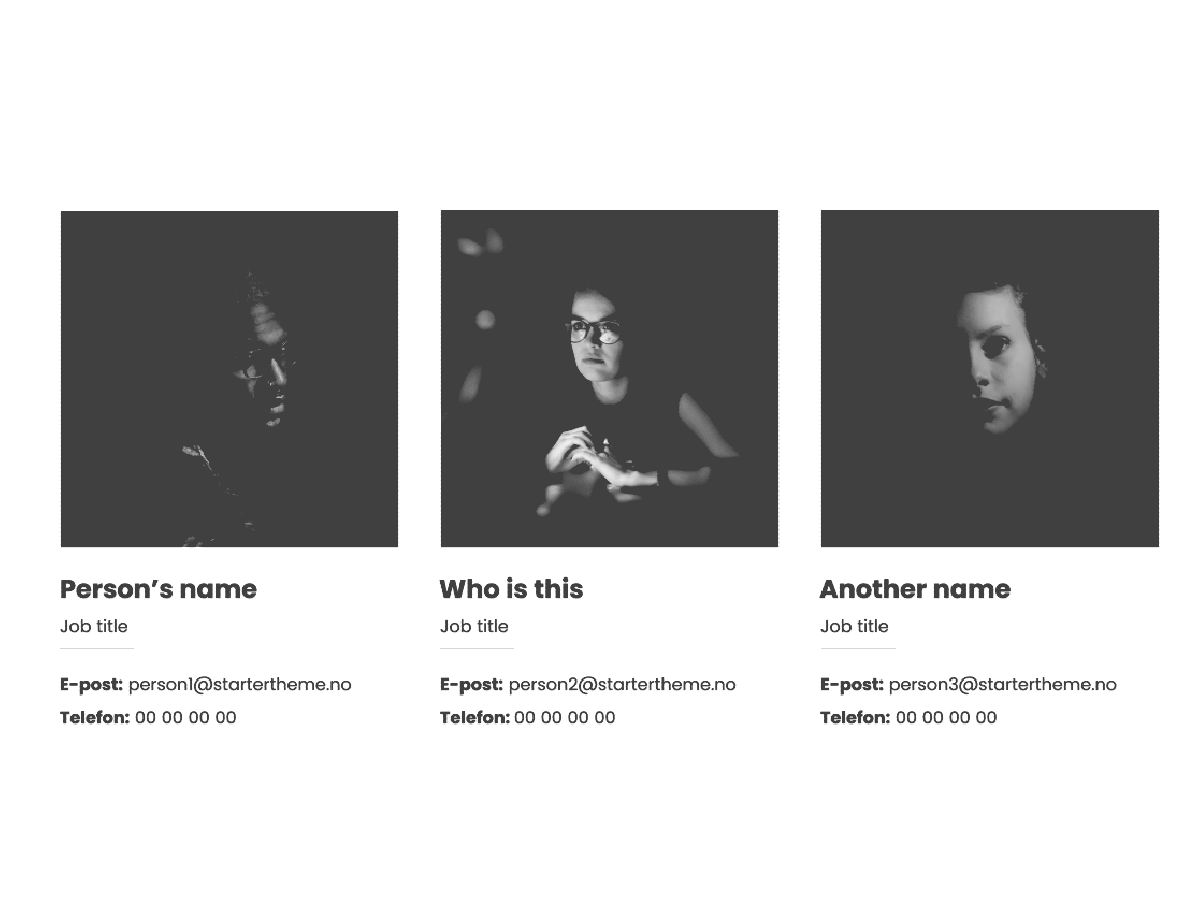 Person’s name
Job title
E-post: person1@startertheme.no
Telefon: 00 00 00 00
Who is this
Job title
E-post: person2@startertheme.no
Telefon: 00 00 00 00
Another name
Job title
E-post: person3@startertheme.no
Telefon: 00 00 00 00